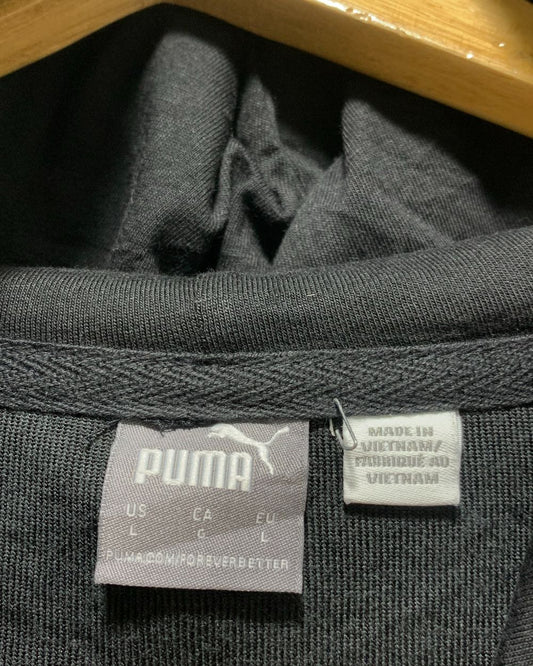 PUMA
US CA EU
L G L
PUMA.COM/FOREVERBETTER
MADE IN
VIETNAM/
FABRIQUÉ AU
VIETNAM